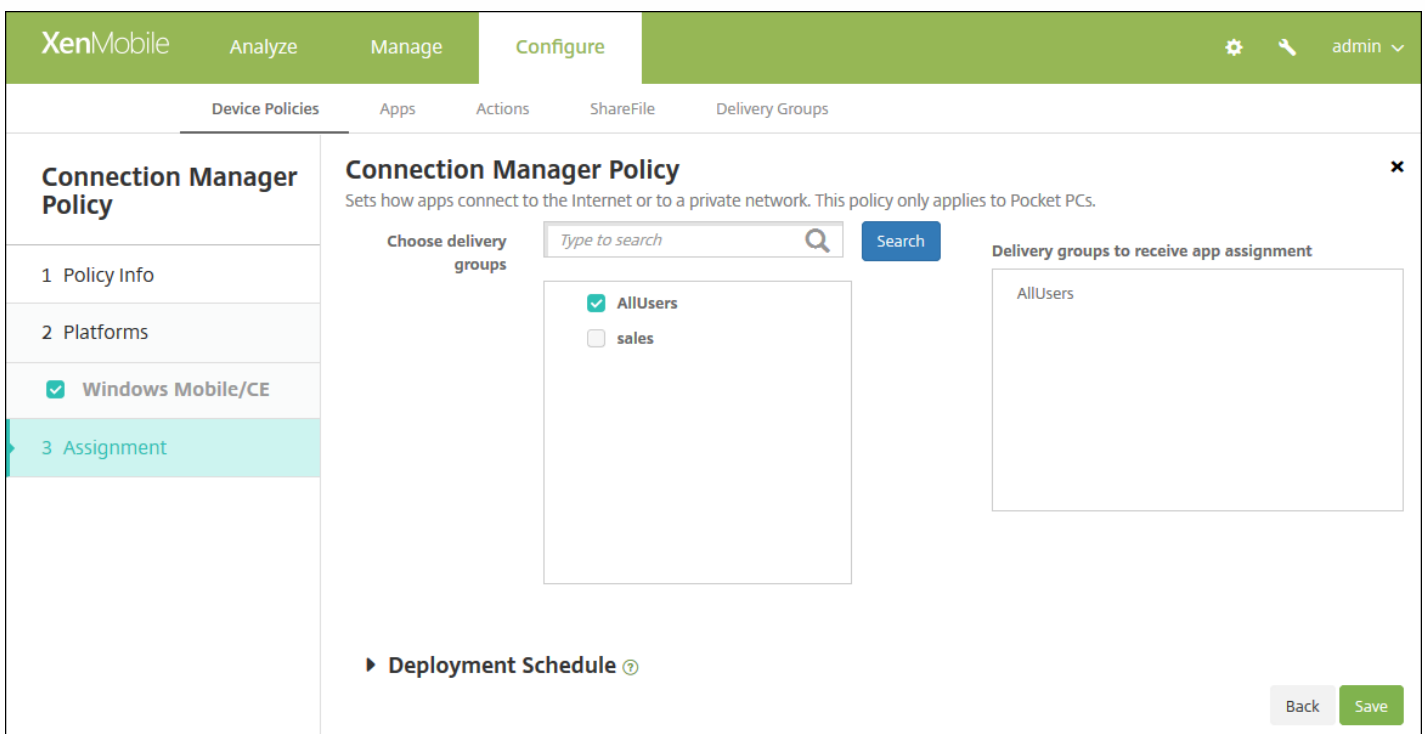 XenMobile Analyze Manage Configure admin
Device Policies Apps Actions ShareFile Delivery Groups
Connection Manager
Policy
1 Policy Info
2 Platforms
Windows Mobile/CE
3 Assignment
Connection Manager Policy
Sets how apps connect to the Internet or to a private network. This policy only applies to Pocket PCs.
Choose delivery
groups
Type to search
Search
AllUsers
sales
Delivery groups to receive app assignment
AllUsers
Deployment Schedule ?
Back Save